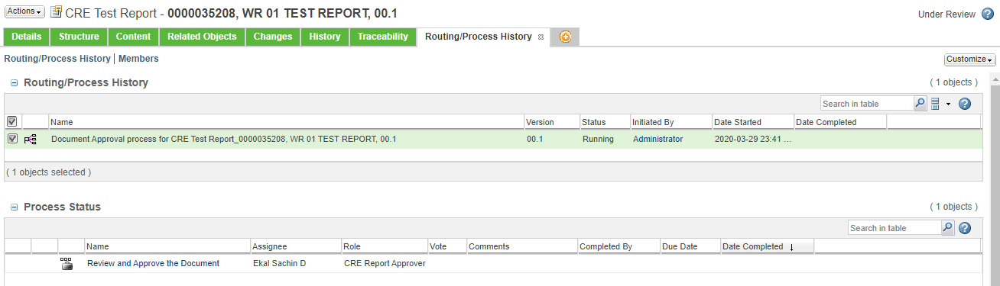 Actions CRE Test Report - 0000035208, WR 01 TEST REPORT, 00.1 Under Review
Details Structure Content Related Objects Changes History Traceability Routing/Process History
Routing/Process History | Members Customize
Routing/Process History ( 1 objects )
Search in table
Name Version Status Initiated By Date Started Date Completed
Document Approval process for CRE Test Report_0000035208, WR 01 TEST REPORT, 00.1 00.1 Running Administrator 2020-03-29 23:41 ...
( 1 objects selected )
Process Status ( 1 objects )
Search in table
Name Assignee Role Vote Comments Completed By Due Date Date Completed ↓
Review and Approve the Document Ekal Sachin D CRE Report Approver